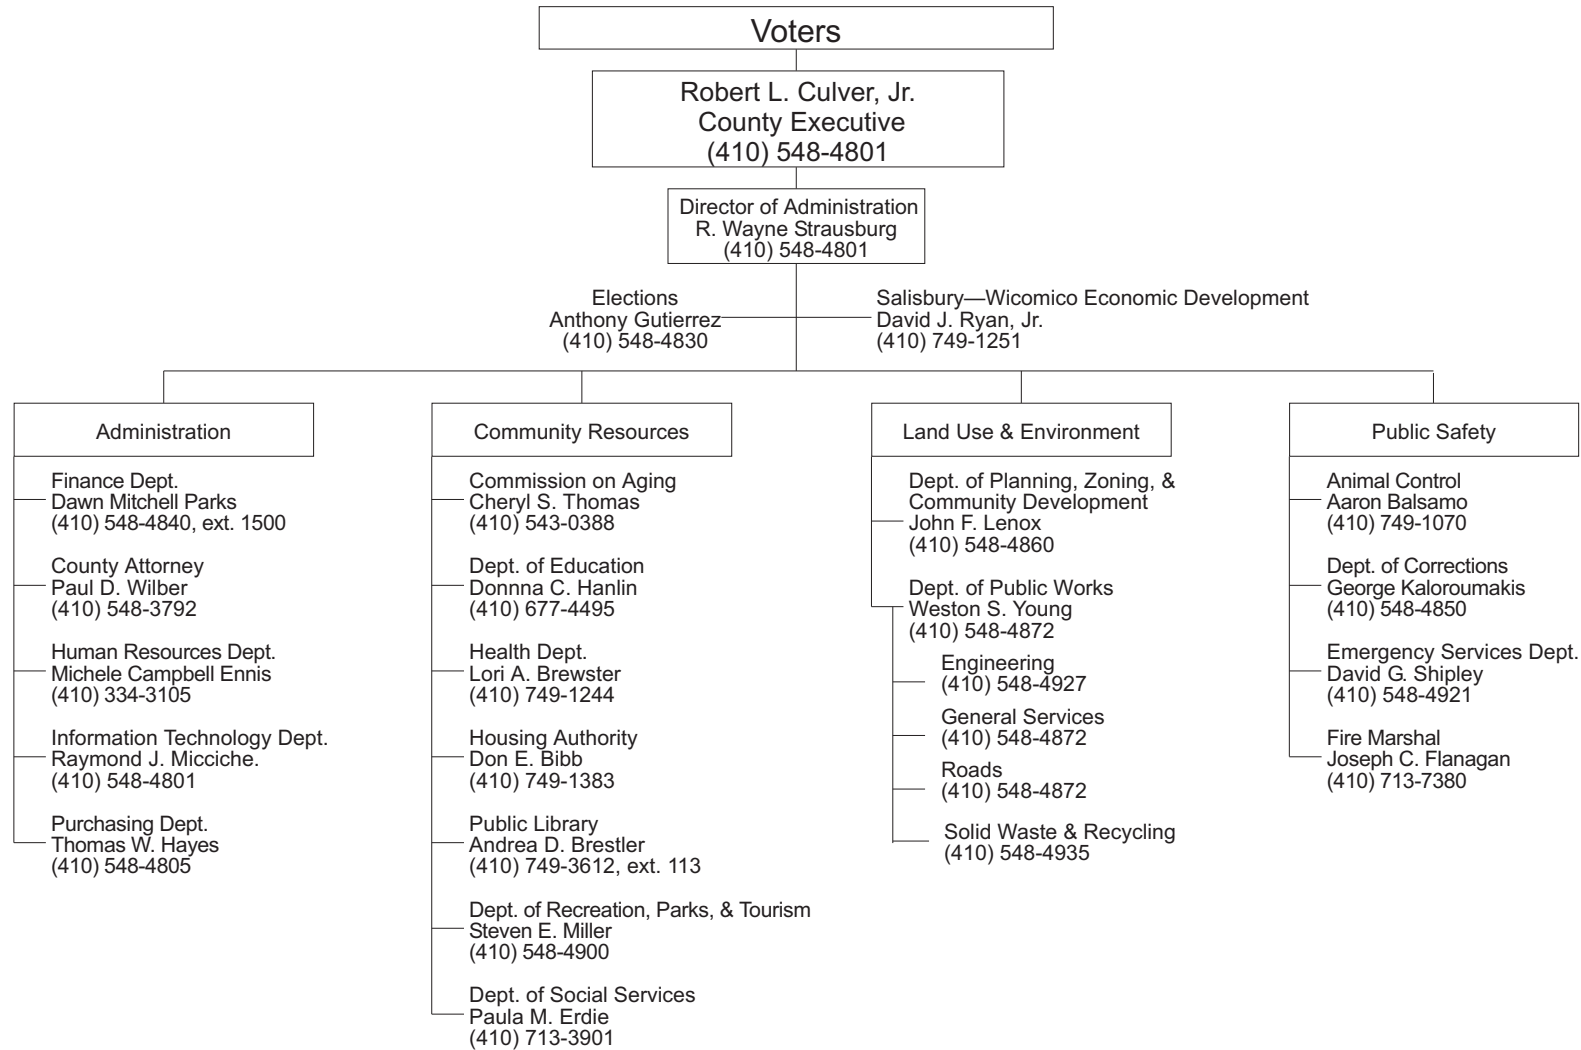 Voters
Robert L. Culver, Jr.
County Executive
(410) 548-4801
Director of Administration
R. Wayne Strausburg
(410) 548-4801
Elections
Anthony Gutierrez
(410) 548-4830
Salisbury—Wicomico Economic Development
David J. Ryan, Jr.
(410) 749-1251
Administration
Finance Dept.
Dawn Mitchell Parks
(410) 548-4840, ext. 1500
County Attorney
Paul D. Wilber
(410) 548-3792
Human Resources Dept.
Michele Campbell Ennis
(410) 334-3105
Information Technology Dept.
Raymond J. Micciche.
(410) 548-4801
Purchasing Dept.
Thomas W. Hayes
(410) 548-4805
Community Resources
Commission on Aging
Cheryl S. Thomas
(410) 543-0388
Dept. of Education
Donnna C. Hanlin
(410) 677-4495
Health Dept.
Lori A. Brewster
(410) 749-1244
Housing Authority
Don E. Bibb
(410) 749-1383
Public Library
Andrea D. Brestler
(410) 749-3612, ext. 113
Dept. of Recreation, Parks, & Tourism
Steven E. Miller
(410) 548-4900
Dept. of Social Services
Paula M. Erdie
(410) 713-3901
Land Use & Environment
Dept. of Planning, Zoning, &
Community Development
John F. Lenox
(410) 548-4860
Dept. of Public Works
Weston S. Young
(410) 548-4872
Engineering
(410) 548-4927
General Services
(410) 548-4872
Roads
(410) 548-4872
Solid Waste & Recycling
(410) 548-4935
Public Safety
Animal Control
Aaron Balsamo
(410) 749-1070
Dept. of Corrections
George Kaloroumakis
(410) 548-4850
Emergency Services Dept.
David G. Shipley
(410) 548-4921
Fire Marshal
Joseph C. Flanagan
(410) 713-7380